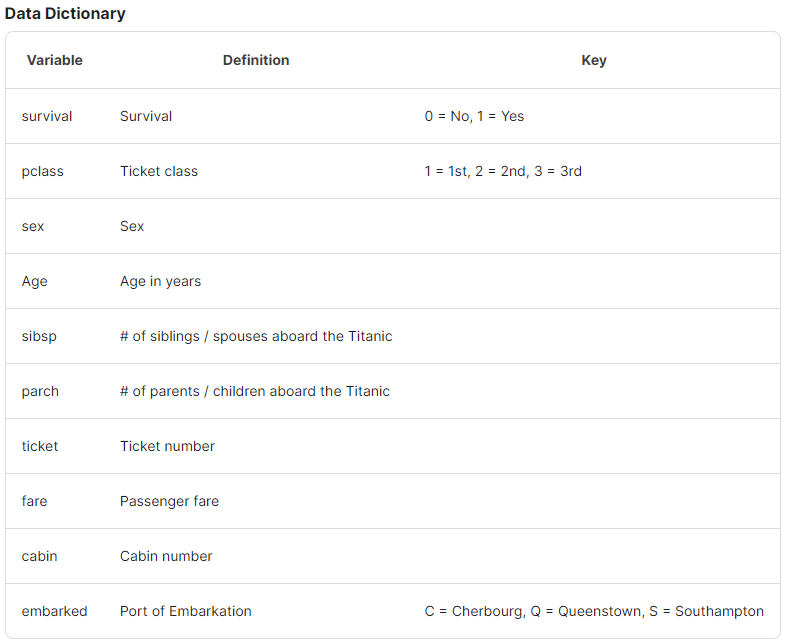 Data Dictionary
Variable Definition Key
survival Survival 0 = No, 1 = Yes
pclass Ticket class 1 = 1st, 2 = 2nd, 3 = 3rd
sex Sex
Age Age in years
sibsp # of siblings / spouses aboard the Titanic
parch # of parents / children aboard the Titanic
ticket Ticket number
fare Passenger fare
cabin Cabin number
embarked Port of Embarkation C = Cherbourg, Q = Queenstown, S = Southampton